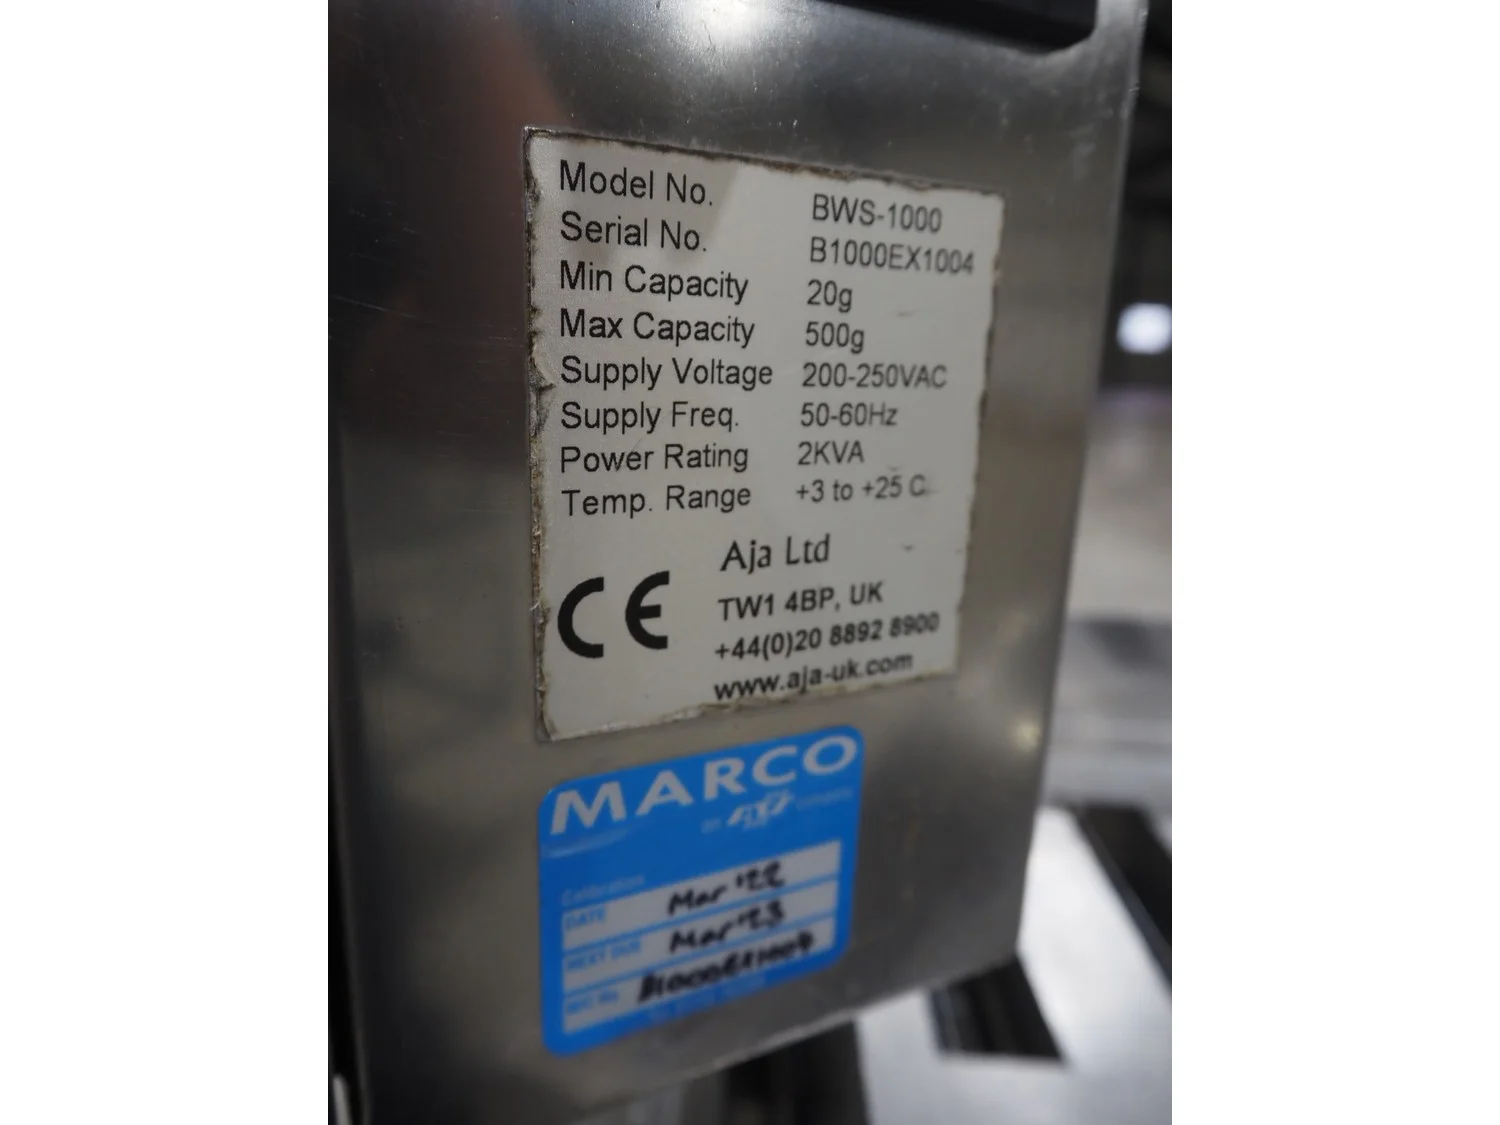 Model No. BWS-1000
Serial No. B1000EX1004
Min Capacity 20g
Max Capacity 500g
Supply Voltage 200-250VAC
Supply Freq. 50-60Hz
Power Rating 2KVA
Temp. Range +3 to +25 C
Aja Ltd
CE
TW1 4BP, UK
+44(0)20 8892 8900
www.aja-uk.com
MARCO
Calibration
DATE Mar '22
NEXT DUE Mar '23
M/C No B1000EX1004